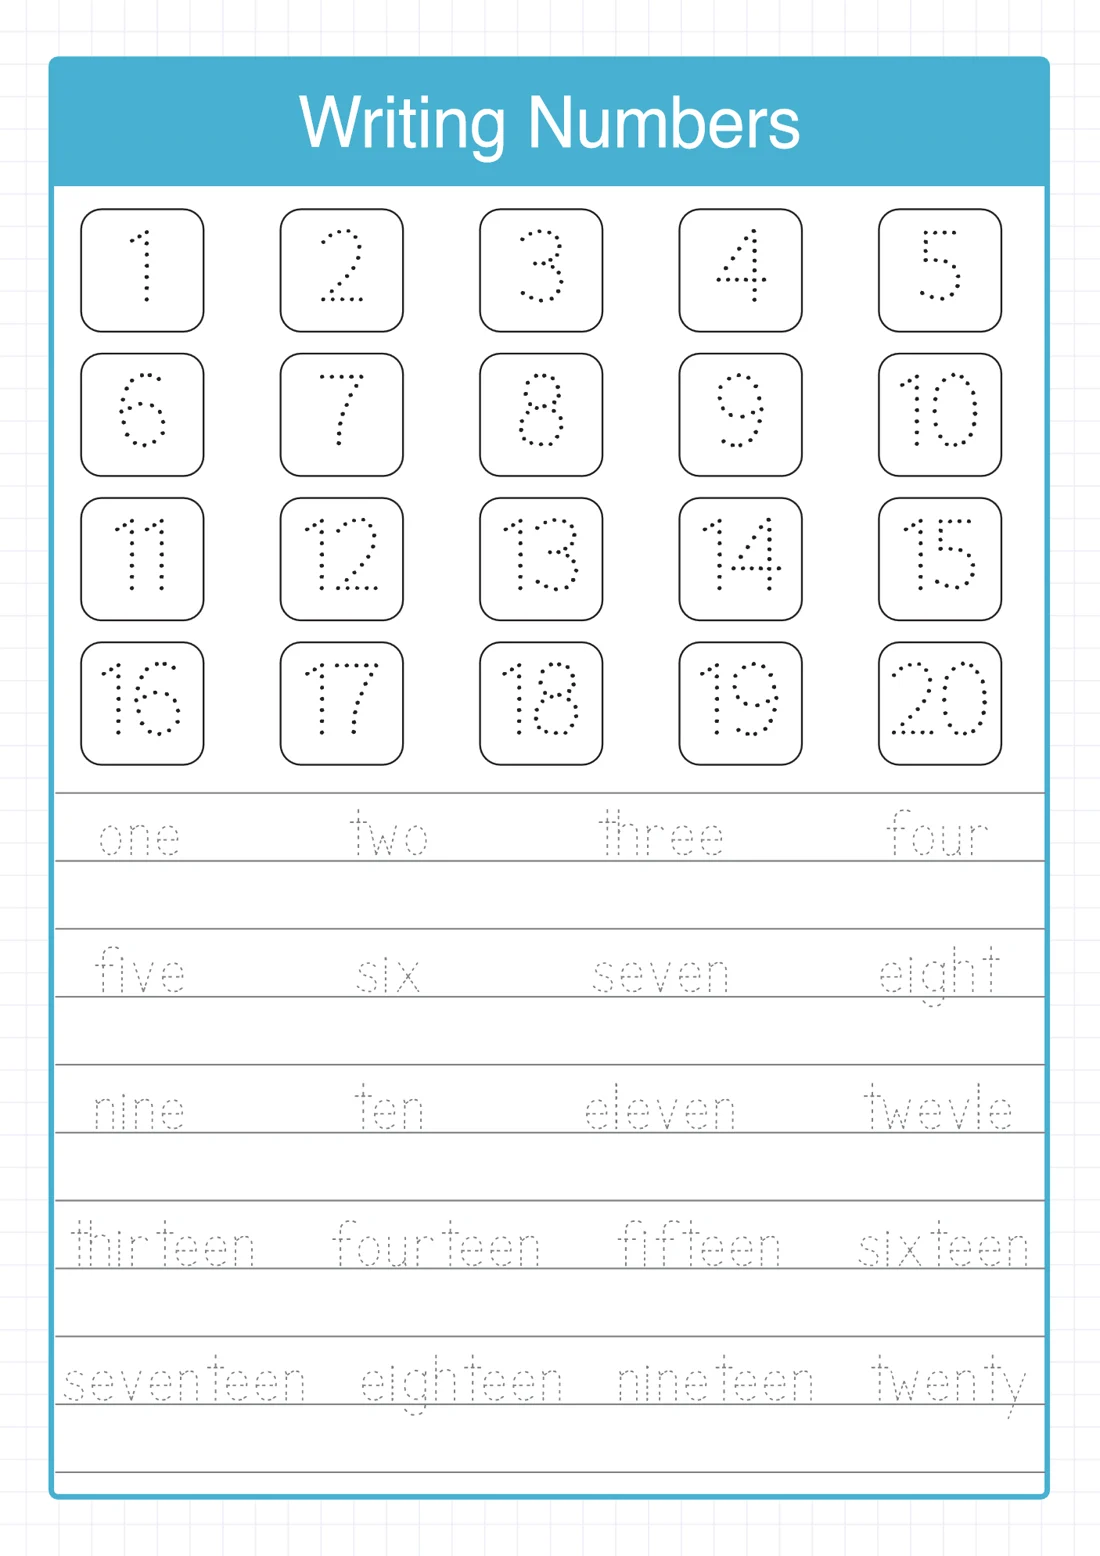 Writing Numbers
1 2 3 4 5
6 7 8 9 10
11 12 13 14 15
16 17 18 19 20
one two three four
five six seven eight
nine ten eleven twevle
thirteen fourteen fifteen sixteen
seventeen eighteen nineteen twenty